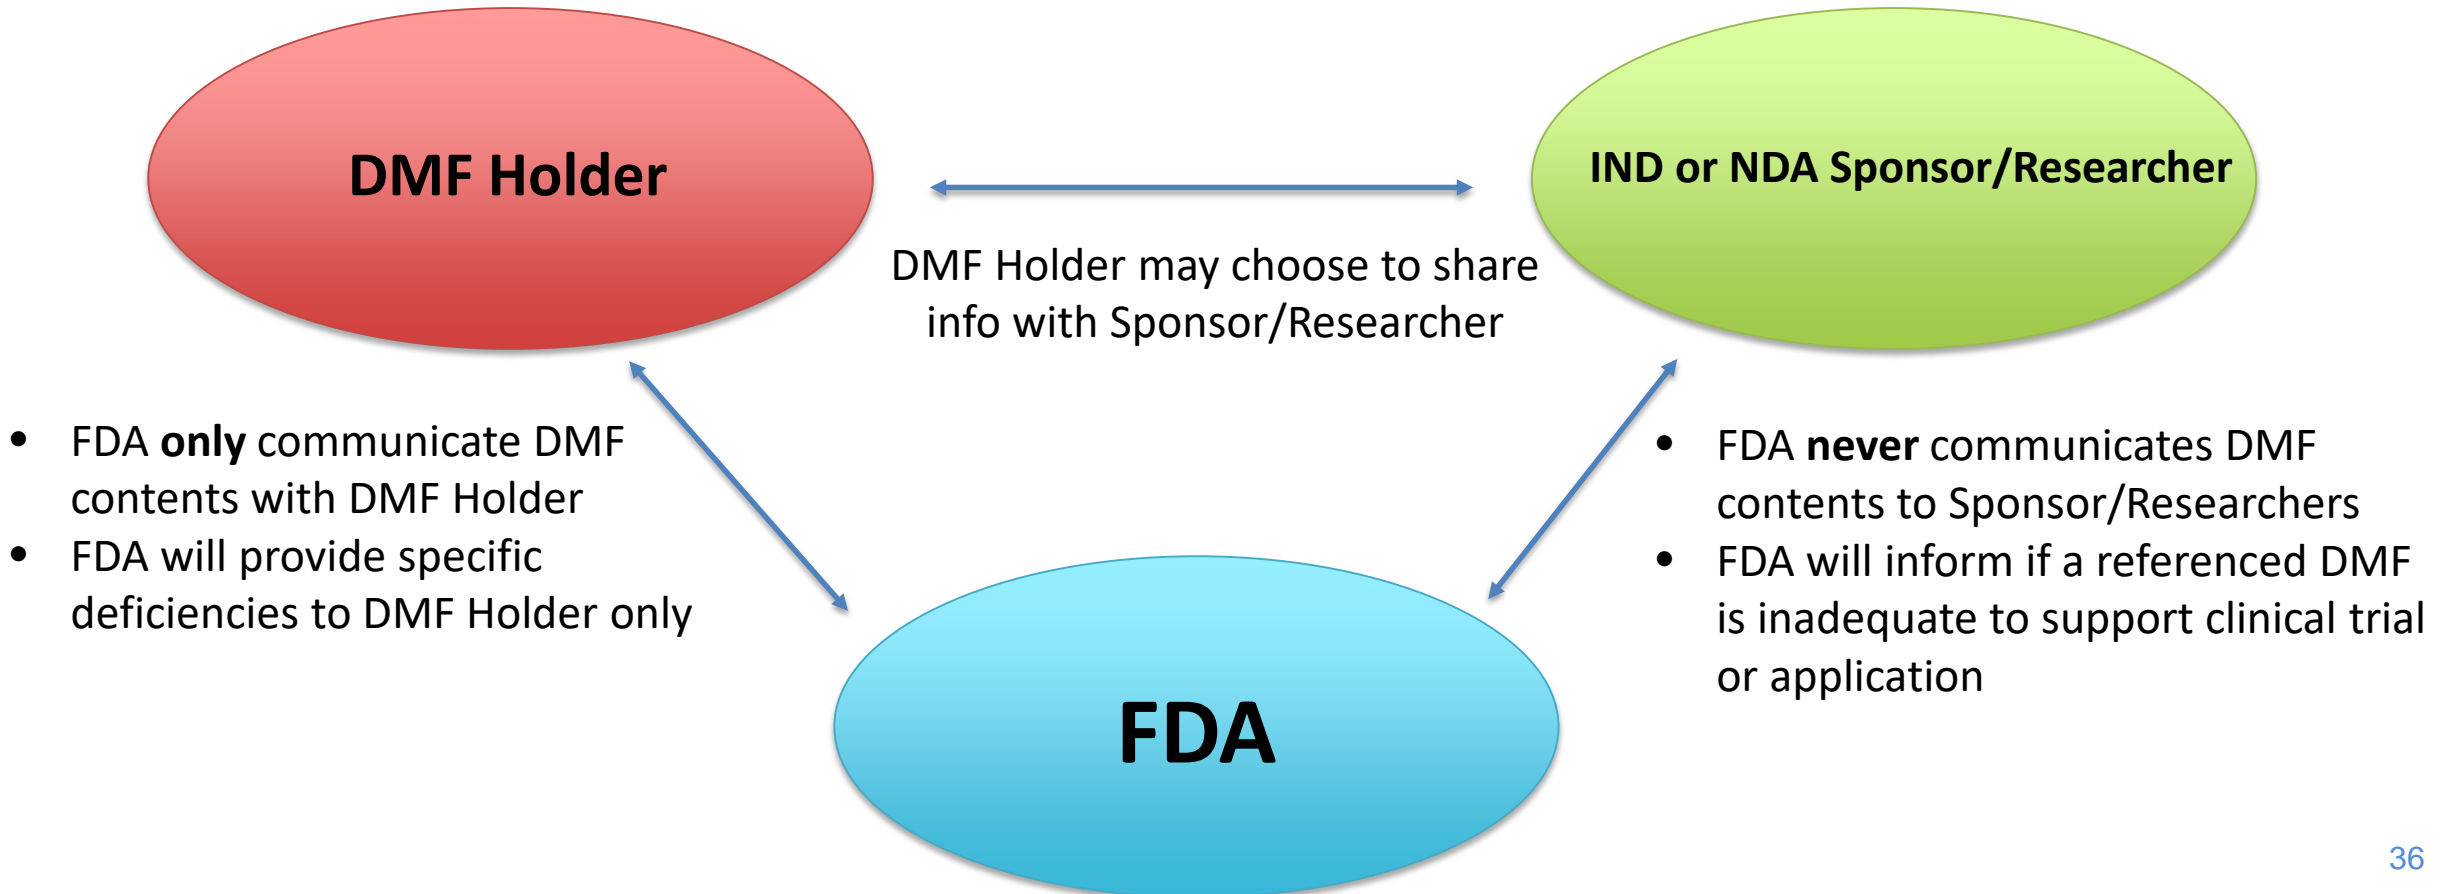 DMF Holder
IND or NDA Sponsor/Researcher
DMF Holder may choose to share
info with Sponsor/Researcher
• FDA only communicate DMF
contents with DMF Holder
• FDA will provide specific
deficiencies to DMF Holder only
• FDA never communicates DMF
contents to Sponsor/Researchers
• FDA will inform if a referenced DMF
is inadequate to support clinical trial
or application
FDA
36